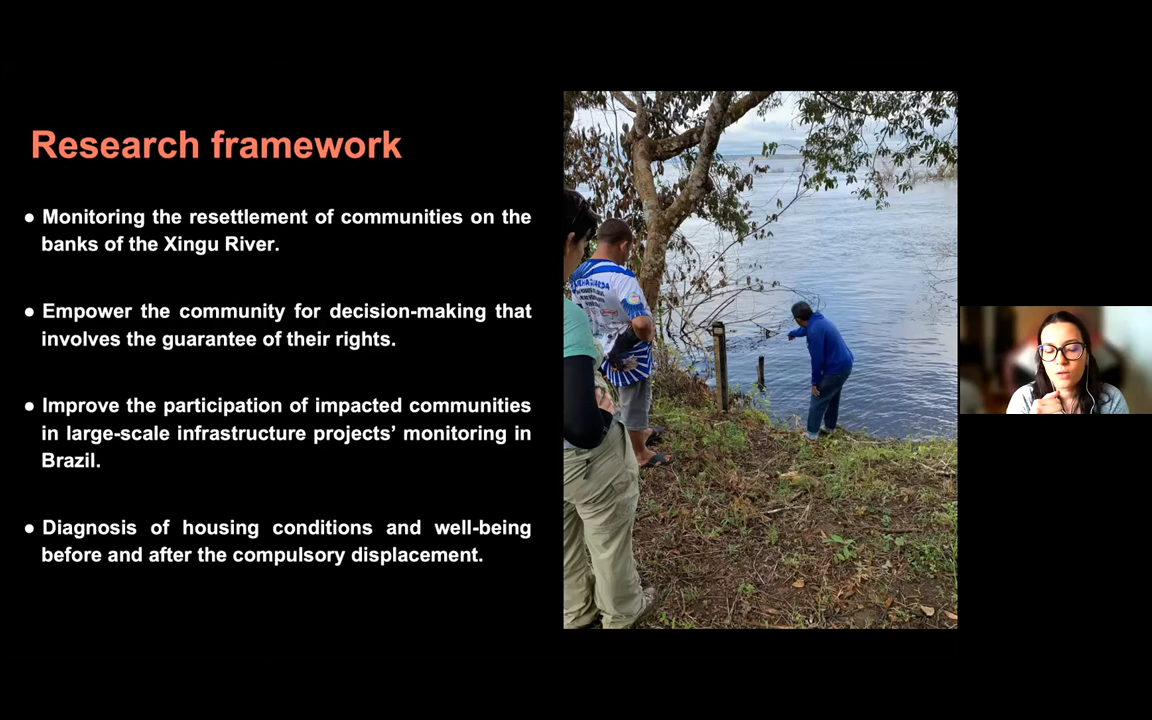 Research framework
● Monitoring the resettlement of communities on the
banks of the Xingu River.
● Empower the community for decision-making that
involves the guarantee of their rights.
● Improve the participation of impacted communities
in large-scale infrastructure projects’ monitoring in
Brazil.
● Diagnosis of housing conditions and well-being
before and after the compulsory displacement.